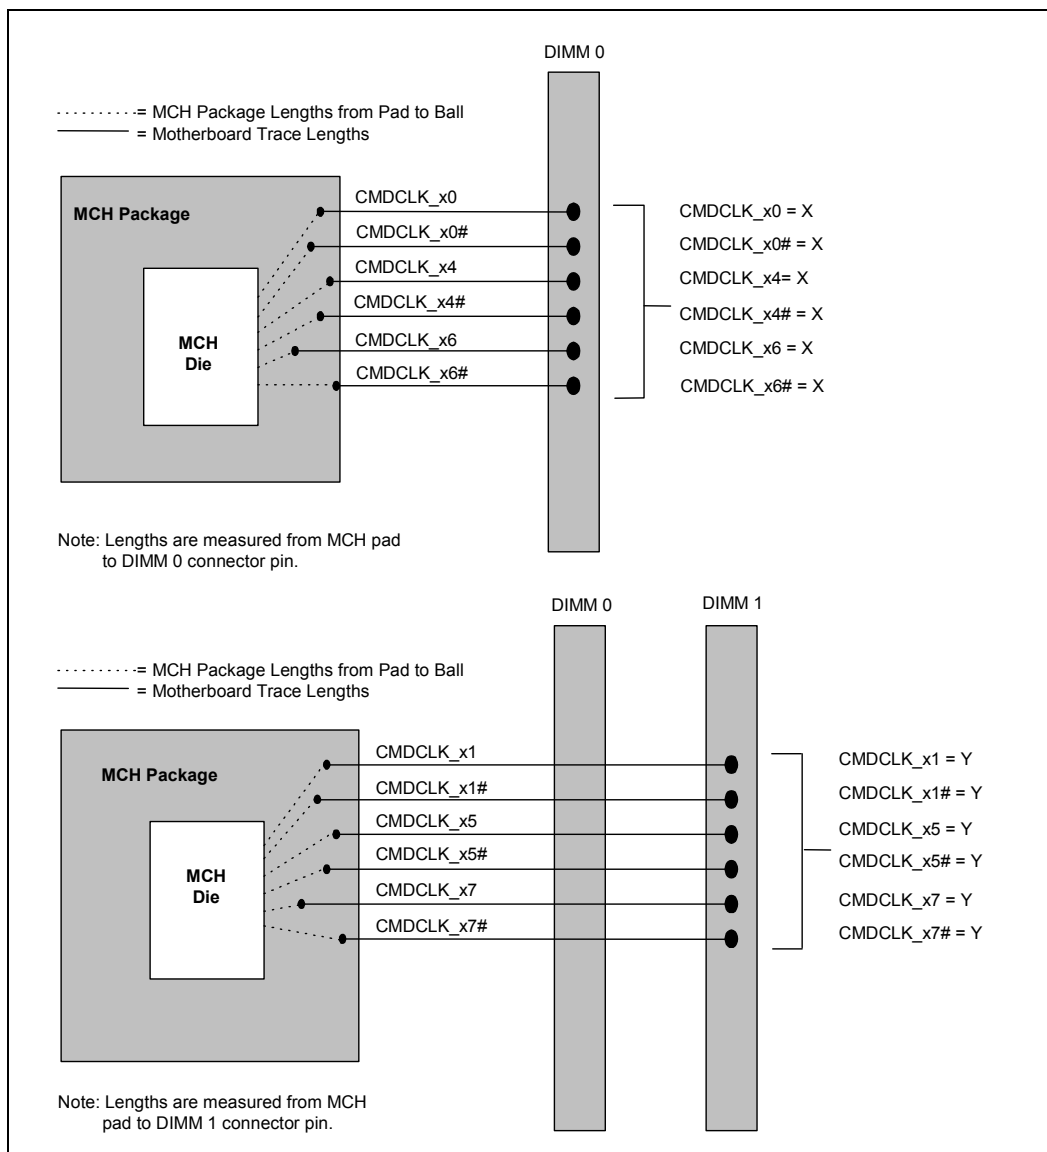 DIMM 0
= MCH Package Lengths from Pad to Ball
= Motherboard Trace Lengths
MCH Package
MCH
Die
CMDCLK_x0
CMDCLK_x0#
CMDCLK_x4
CMDCLK_x4#
CMDCLK_x6
CMDCLK_x6#
CMDCLK_x0 = X
CMDCLK_x0# = X
CMDCLK_x4= X
CMDCLK_x4# = X
CMDCLK_x6 = X
CMDCLK_x6# = X
Note: Lengths are measured from MCH pad
to DIMM 0 connector pin.
DIMM 0
DIMM 1
= MCH Package Lengths from Pad to Ball
= Motherboard Trace Lengths
MCH Package
MCH
Die
CMDCLK_x1
CMDCLK_x1#
CMDCLK_x5
CMDCLK_x5#
CMDCLK_x7
CMDCLK_x7#
CMDCLK_x1 = Y
CMDCLK_x1# = Y
CMDCLK_x5 = Y
CMDCLK_x5# = Y
CMDCLK_x7 = Y
CMDCLK_x7# = Y
Note: Lengths are measured from MCH
pad to DIMM 1 connector pin.